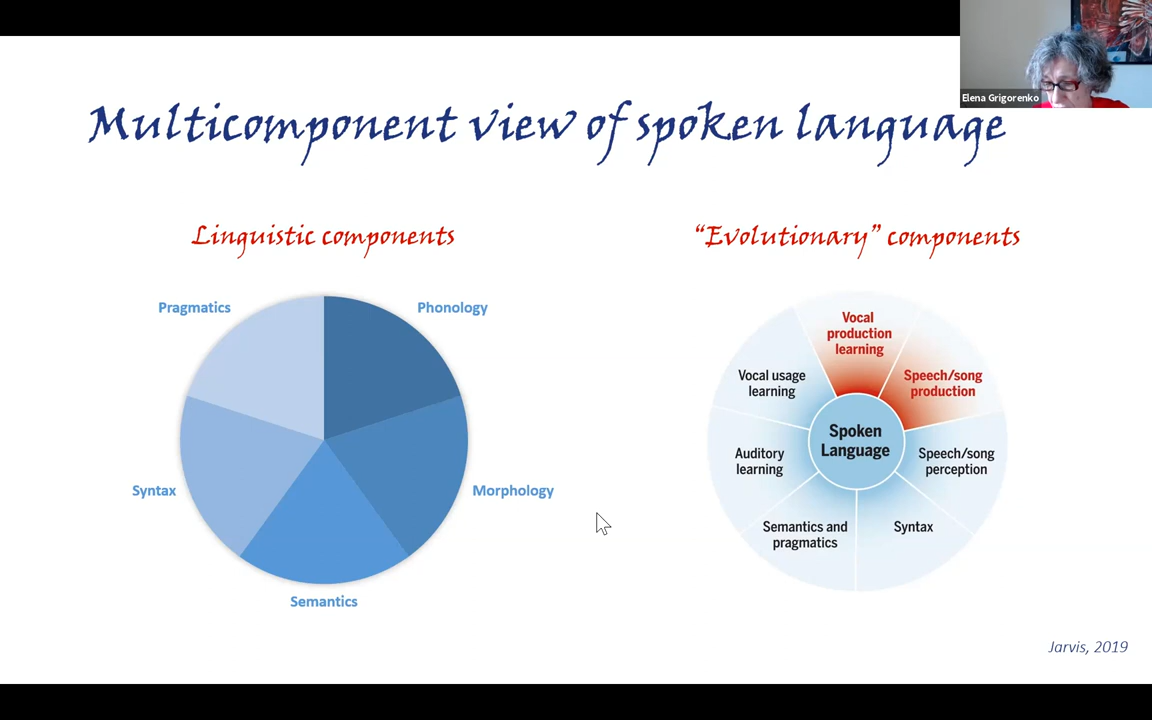 Elena Grigorenko
Multicomponent view of spoken language
Linguistic components
"Evolutionary" components
Pragmatics
Phonology
Syntax
Morphology
Semantics
Vocal
production
learning
Speech/song
production
Vocal usage
learning
Spoken
Language
Auditory
learning
Speech/song
perception
Semantics and
pragmatics
Syntax
Jarvis, 2019